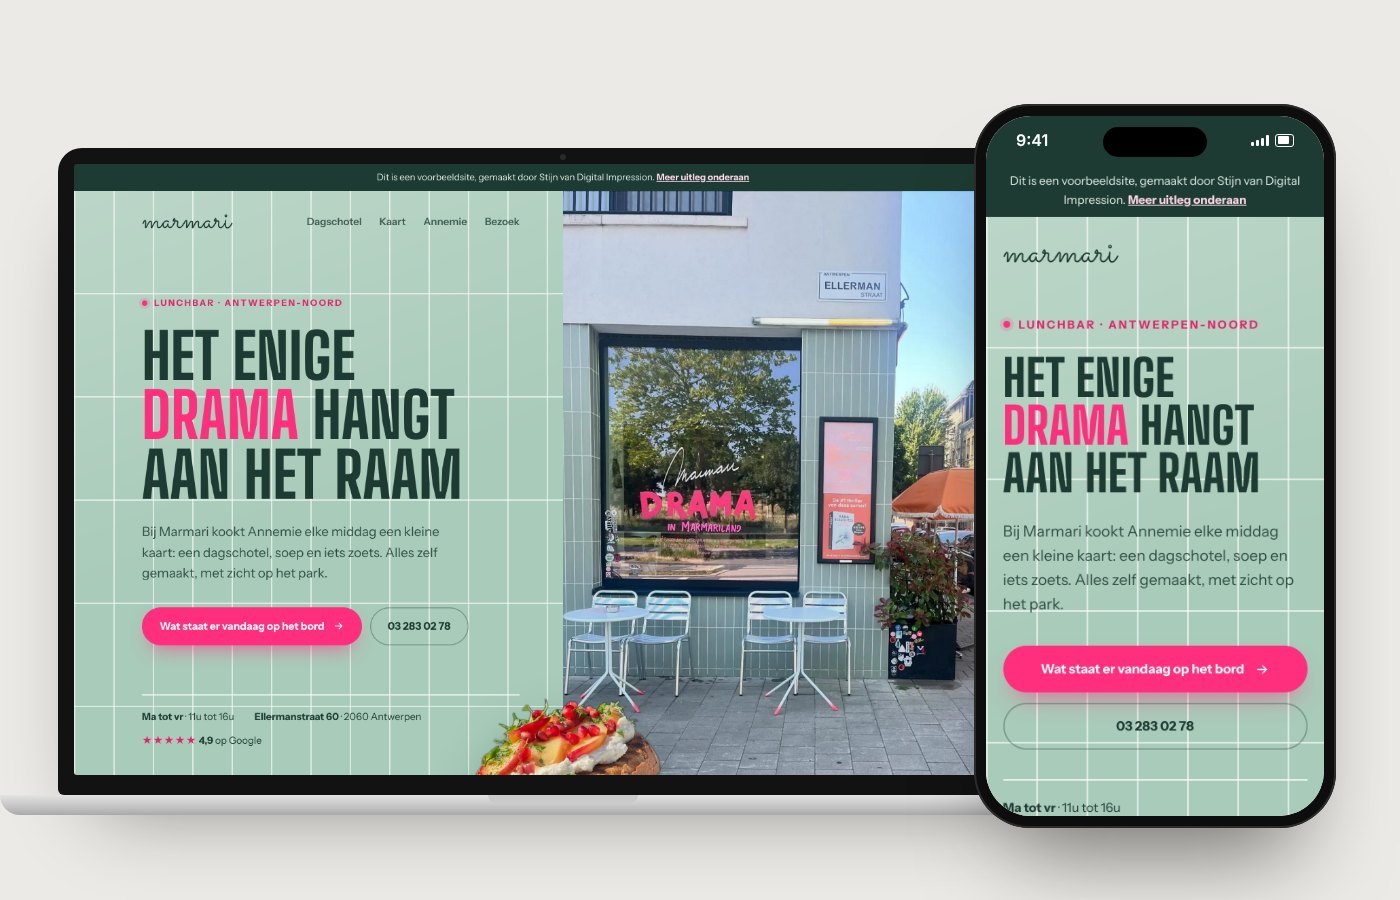 Dit is een voorbeeldsite, gemaakt door Stijn van Digital Impression. Meer uitleg onderaan
marmari
Dagschotel Kaart Annemie Bezoek
LUNCHBAR · ANTWERPEN-NOORD
HET ENIGE
DRAMA HANGT
AAN HET RAAM
Bij Marmari kookt Annemie elke middag een kleine
kaart: een dagschotel, soep en iets zoets. Alles zelf
gemaakt, met zicht op het park.
Wat staat er vandaag op het bord →
03 283 02 78
Ma tot vr · 11u tot 16u Ellermanstraat 60 · 2060 Antwerpen
★★★★★ 4,9 op Google
ANTWERPEN
ELLERMAN
STRAAT
Marmari
DRAMA
IN MARMARILAND
9:41
Dit is een voorbeeldsite, gemaakt door Stijn van Digital
Impression. Meer uitleg onderaan
marmari
LUNCHBAR · ANTWERPEN-NOORD
HET ENIGE
DRAMA HANGT
AAN HET RAAM
Bij Marmari kookt Annemie elke middag
een kleine kaart: een dagschotel, soep en
iets zoets. Alles zelf gemaakt, met zicht op
het park.
Wat staat er vandaag op het bord →
03 283 02 78
Ma tot vr · 11u tot 16u